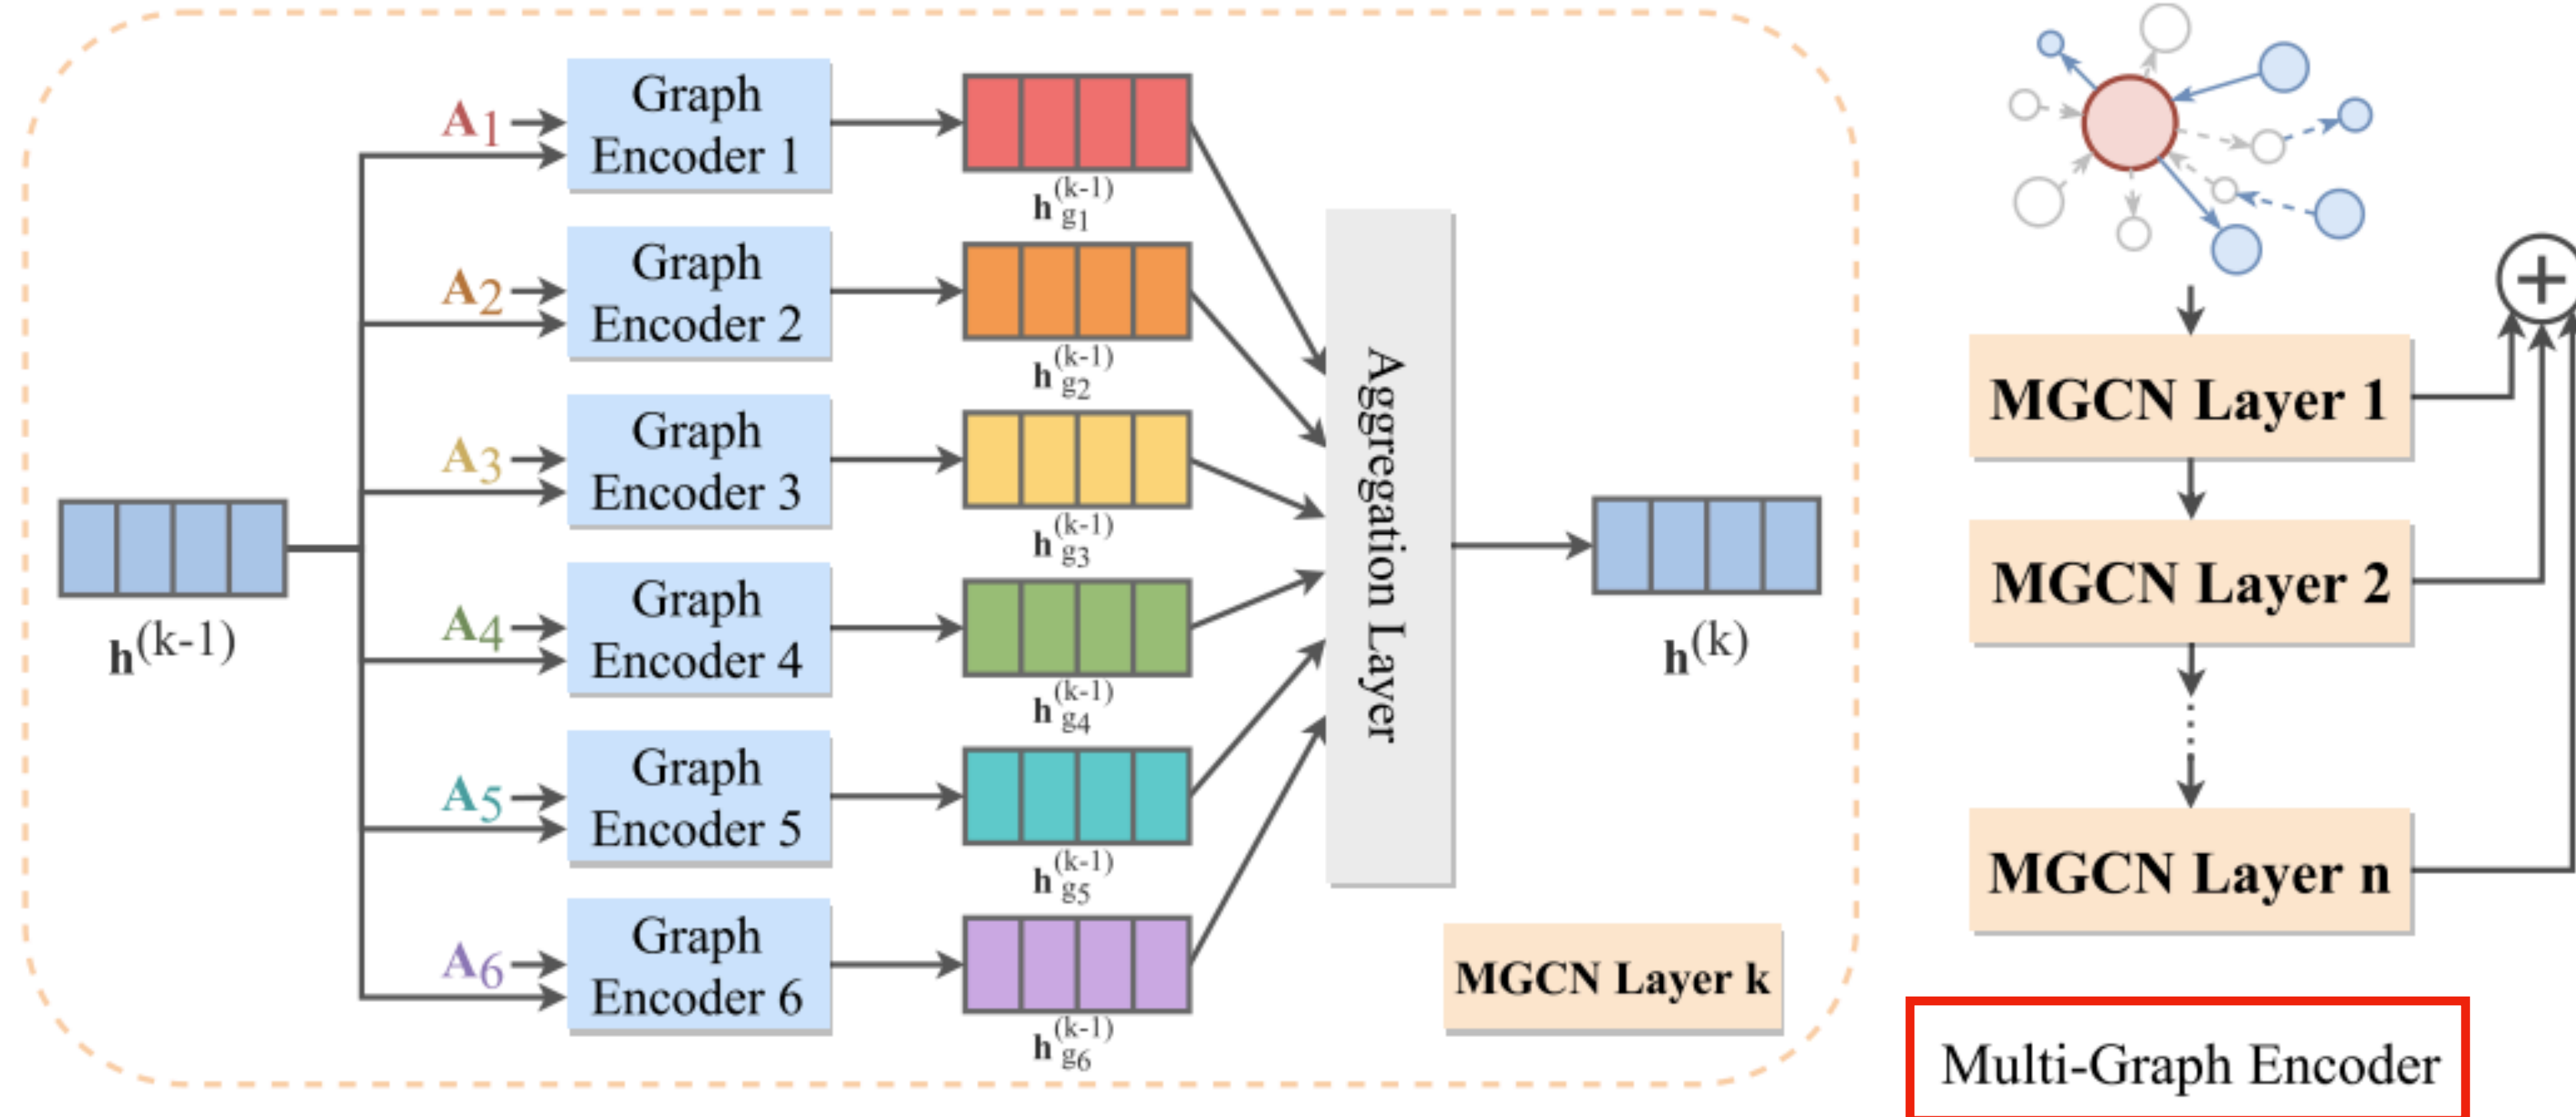 A1
Graph
Encoder 1
h g1 (k-1)
A2
Graph
Encoder 2
h g2 (k-1)
A3
Graph
Encoder 3
h g3 (k-1)
A4
Graph
Encoder 4
h g4 (k-1)
A5
Graph
Encoder 5
h g5 (k-1)
A6
Graph
Encoder 6
h g6 (k-1)
h(k-1)
Aggregation Layer
h(k)
MGCN Layer k
+
MGCN Layer 1
MGCN Layer 2
MGCN Layer n
Multi-Graph Encoder